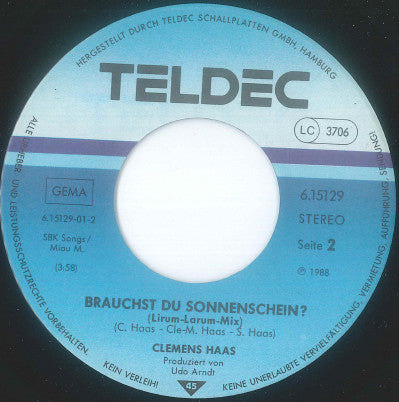 HERGESTELLT DURCH TELDEC SCHALLPLATTEN GMBH, HAMBURG
TELDEC
LC 3706
GEMA
6.15129
6.15129-01-2
STEREO
SBK Songs/
Miau M.
Seite 2
(3:58)
℗ 1988
BRAUCHST DU SONNENSCHEIN?
(Lirum-Larum-Mix)
(C. Haas - Cle-M. Haas - S. Haas)
CLEMENS HAAS
Produziert von
Udo Arndt
45
ALLE URHEBER- UND LEISTUNGSSCHUTZRECHTE VORBEHALTEN.
KEIN VERLEIH!
KEINE UNERLAUBTE VERVIELFÄLTIGUNG, VERMIETUNG, AUFFÜHRUNG, SENDUNG!